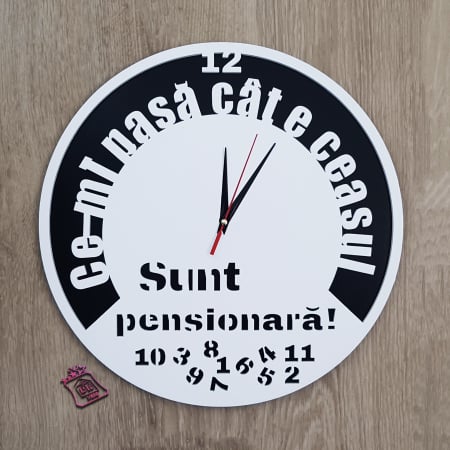 12
Ce-mi pasă cât e ceasul
Sunt
pensionară!
10 3 8 1 6 4 11
9 7 5 2